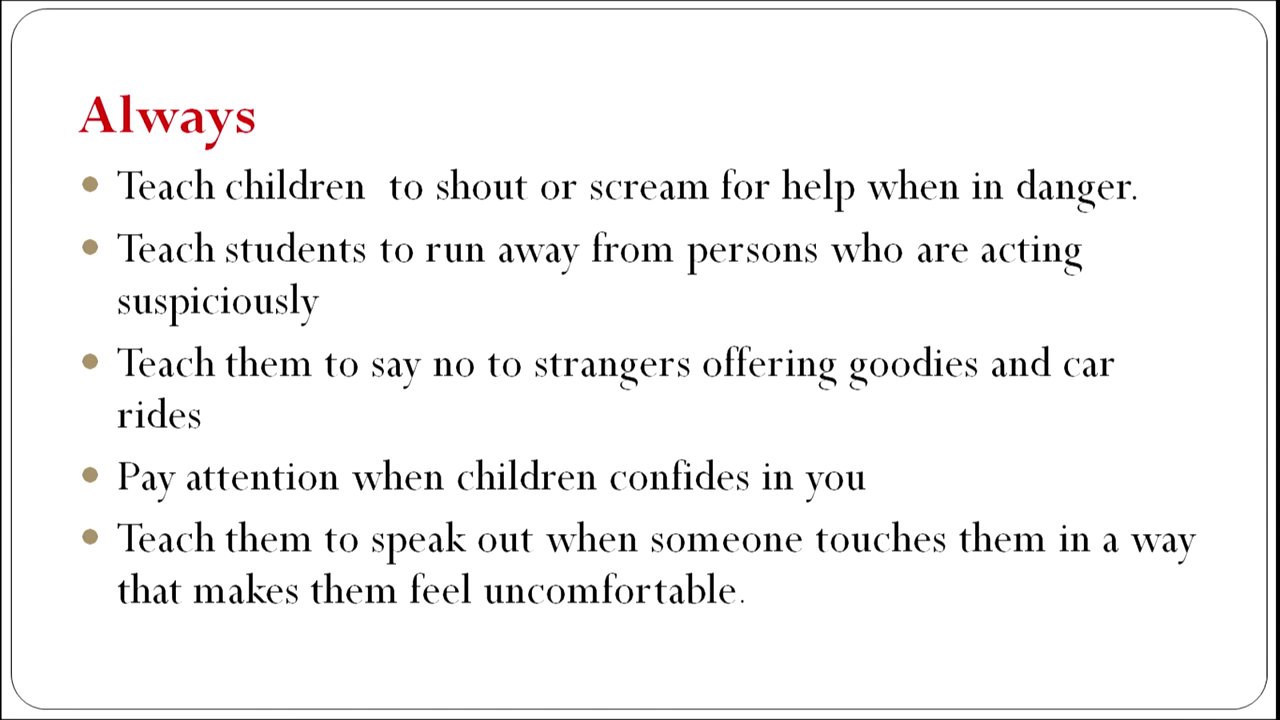 Always
Teach children  to shout or scream for help when in danger.
Teach students to run away from persons who are acting
suspiciously
Teach them to say no to strangers offering goodies and car
rides
Pay attention when children confides in you
Teach them to speak out when someone touches them in a way
that makes them feel uncomfortable.